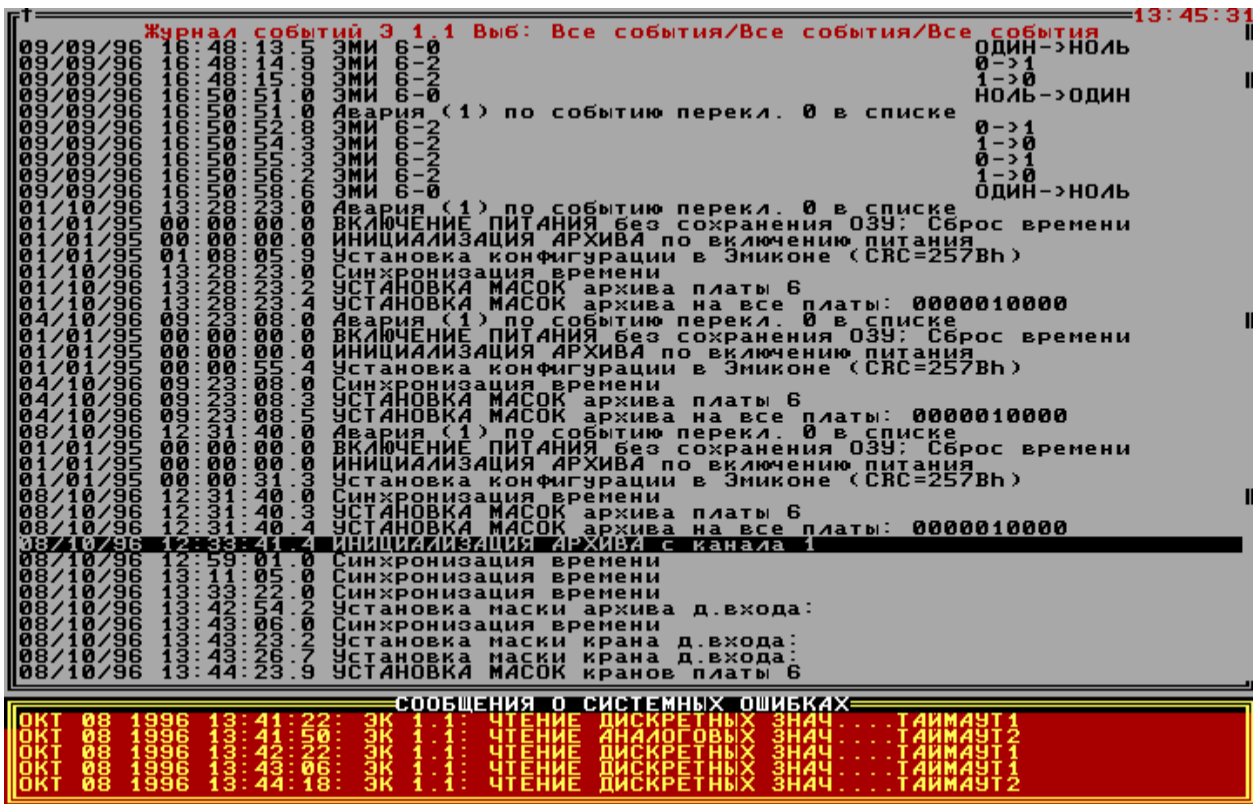 13:45:31
Журнал событий Э 1.1 Выб: Все события/Все события/Все события
09/09/96 16:48:13.5 ЭМИ 6-0 ОДИН->НОЛЬ
09/09/96 16:48:14.9 ЭМИ 6-2 0->1
09/09/96 16:48:15.9 ЭМИ 6-2 1->0
09/09/96 16:50:51.0 ЭМИ 6-0 НОЛЬ->ОДИН
09/09/96 16:50:51.0 Авария (1) по событию перекл. 0 в списке
09/09/96 16:50:52.8 ЭМИ 6-2 0->1
09/09/96 16:50:54.3 ЭМИ 6-2 1->0
09/09/96 16:50:55.3 ЭМИ 6-2 0->1
09/09/96 16:50:56.2 ЭМИ 6-2 1->0
09/09/96 16:50:58.6 ЭМИ 6-0 ОДИН->НОЛЬ
01/10/96 13:28:23.0 Авария (1) по событию перекл. 0 в списке
01/01/95 00:00:00.0 ВКЛЮЧЕНИЕ ПИТАНИЯ без сохранения ОЗУ; Сброс времени
01/01/95 00:00:00.0 ИНИЦИАЛИЗАЦИЯ АРХИВА по включению питания
01/01/95 01:08:05.9 Установка конфигурации в Эмиконе (CRC=257Bh)
01/10/96 13:28:23.0 Синхронизация времени
01/10/96 13:28:23.2 УСТАНОВКА МАСОК архива платы 6
01/10/96 13:28:23.4 УСТАНОВКА МАСОК архива на все платы: 0000010000
04/10/96 09:23:08.0 Авария (1) по событию перекл. 0 в списке
01/01/95 00:00:00.0 ВКЛЮЧЕНИЕ ПИТАНИЯ без сохранения ОЗУ; Сброс времени
01/01/95 00:00:00.0 ИНИЦИАЛИЗАЦИЯ АРХИВА по включению питания
01/01/95 00:00:55.4 Установка конфигурации в Эмиконе (CRC=257Bh)
04/10/96 09:23:08.0 Синхронизация времени
04/10/96 09:23:08.3 УСТАНОВКА МАСОК архива платы 6
04/10/96 09:23:08.5 УСТАНОВКА МАСОК архива на все платы: 0000010000
08/10/96 12:31:40.0 Авария (1) по событию перекл. 0 в списке
01/01/95 00:00:00.0 ВКЛЮЧЕНИЕ ПИТАНИЯ без сохранения ОЗУ; Сброс времени
01/01/95 00:00:00.0 ИНИЦИАЛИЗАЦИЯ АРХИВА по включению питания
01/01/95 00:00:31.3 Установка конфигурации в Эмиконе (CRC=257Bh)
08/10/96 12:31:40.0 Синхронизация времени
08/10/96 12:31:40.3 УСТАНОВКА МАСОК архива платы 6
08/10/96 12:31:40.4 УСТАНОВКА МАСОК архива на все платы: 0000010000
08/10/96 12:33:41.4 ИНИЦИАЛИЗАЦИЯ АРХИВА с канала 1
08/10/96 12:59:01.0 Синхронизация времени
08/10/96 13:11:05.0 Синхронизация времени
08/10/96 13:33:22.0 Синхронизация времени
08/10/96 13:42:54.2 Установка маски архива д.входа:
08/10/96 13:43:06.0 Синхронизация времени
08/10/96 13:43:23.2 Установка маски крана д.входа:
08/10/96 13:43:26.7 Установка маски крана д.входа:
08/10/96 13:44:23.9 УСТАНОВКА МАСОК кранов платы 6
СООБЩЕНИЯ О СИСТЕМНЫХ ОШИБКАХ
ОКТ 08 1996 13:41:22: ЭК 1.1: ЧТЕНИЕ ДИСКРЕТНЫХ ЗНАЧ....ТАЙМАУТ1
ОКТ 08 1996 13:41:50: ЭК 1.1: ЧТЕНИЕ АНАЛОГОВЫХ ЗНАЧ....ТАЙМАУТ2
ОКТ 08 1996 13:42:22: ЭК 1.1: ЧТЕНИЕ ДИСКРЕТНЫХ ЗНАЧ....ТАЙМАУТ1
ОКТ 08 1996 13:43:06: ЭК 1.1: ЧТЕНИЕ ДИСКРЕТНЫХ ЗНАЧ....ТАЙМАУТ1
ОКТ 08 1996 13:44:18: ЭК 1.1: ЧТЕНИЕ ДИСКРЕТНЫХ ЗНАЧ....ТАЙМАУТ2